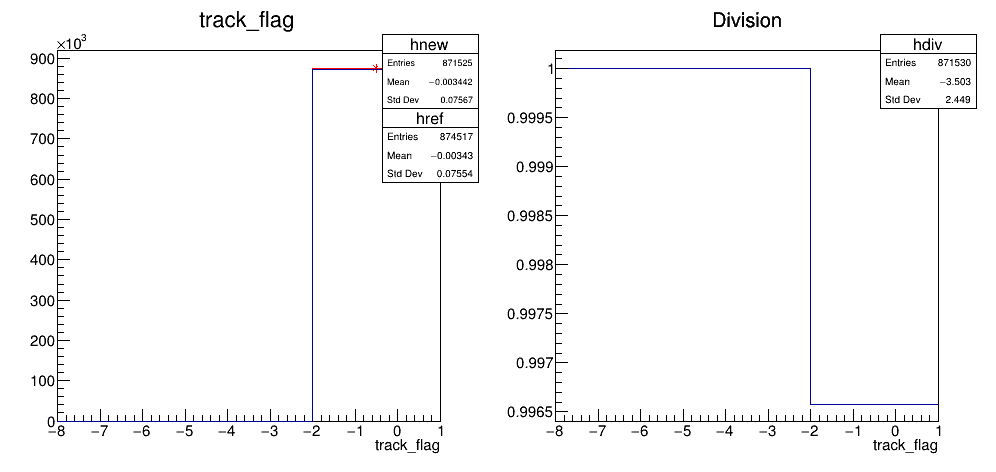 track_flag
×10³
900
800
700
600
500
400
300
200
100
0
−8 −7 −6 −5 −4 −3 −2 −1 0 1
track_flag
hnew
Entries 871525
Mean −0.003442
Std Dev 0.07567
href
Entries 874517
Mean −0.00343
Std Dev 0.07554
Division
1
0.9995
0.999
0.9985
0.998
0.9975
0.997
0.9965
−8 −7 −6 −5 −4 −3 −2 −1 0 1
track_flag
hdiv
Entries 871530
Mean −3.503
Std Dev 2.449